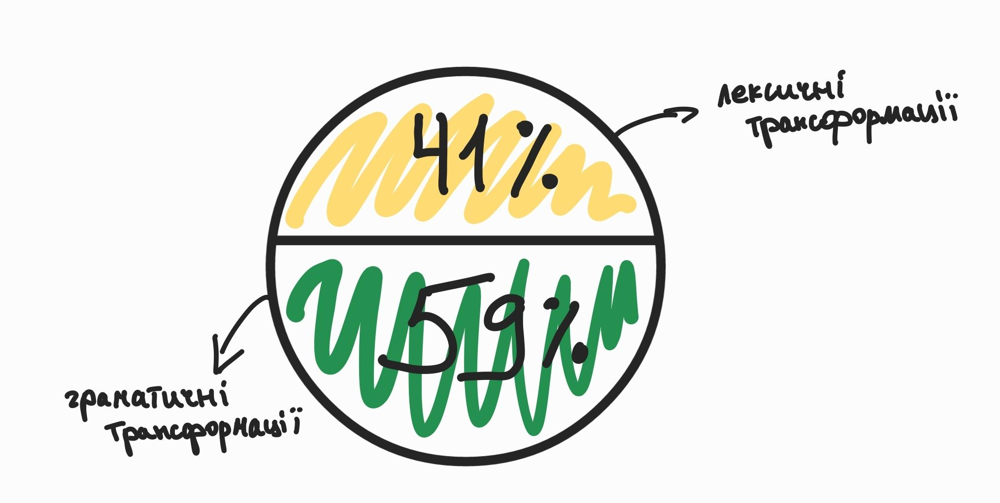 41%
лексичні
трансформації
59%
граматичні
трансформації